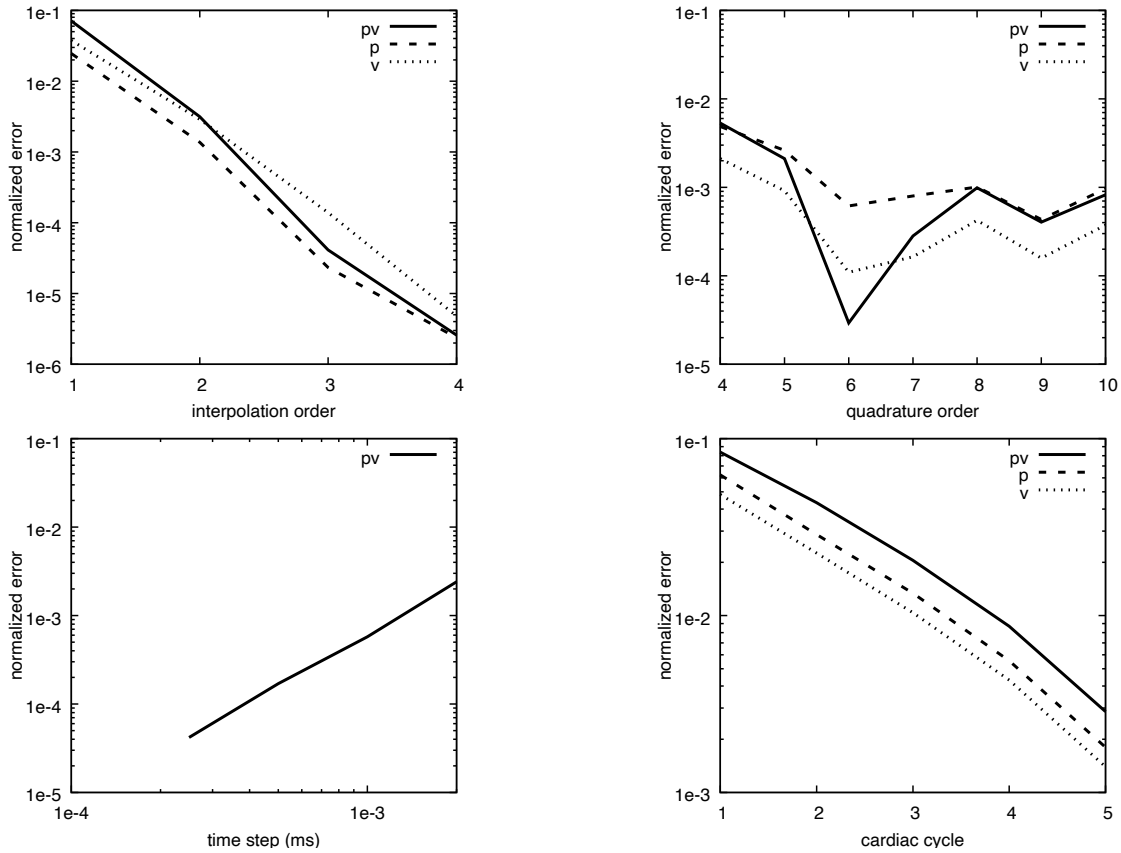 1e-1
1e-2
1e-3
1e-4
1e-5
1e-6
normalized error
pv
p
v
1 2 3 4
interpolation order
1e-1
1e-2
1e-3
1e-4
1e-5
normalized error
pv
p
v
4 5 6 7 8 9 10
quadrature order
1e-1
1e-2
1e-3
1e-4
1e-5
normalized error
pv
1e-4 1e-3
time step (ms)
1e-1
1e-2
1e-3
normalized error
pv
p
v
1 2 3 4 5
cardiac cycle